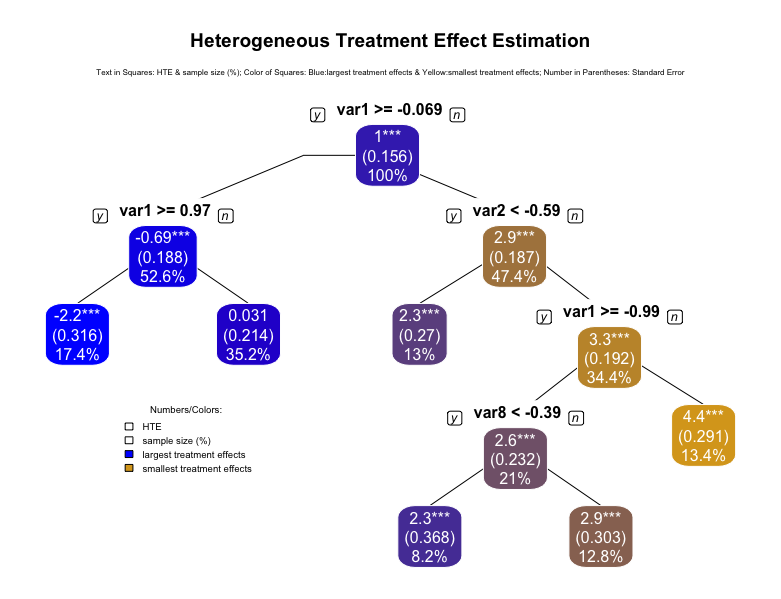 Heterogeneous Treatment Effect Estimation
Text in Squares: HTE & sample size (%); Color of Squares: Blue:largest treatment effects & Yellow:smallest treatment effects; Number in Parentheses: Standard Error
y var1 >= -0.069 n
1***
(0.156)
100%
y var1 >= 0.97 n
-0.69***
(0.188)
52.6%
y var2 < -0.59 n
2.9***
(0.187)
47.4%
-2.2***
(0.316)
17.4%
0.031
(0.214)
35.2%
2.3***
(0.27)
13%
y var1 >= -0.99 n
3.3***
(0.192)
34.4%
y var8 < -0.39 n
2.6***
(0.232)
21%
4.4***
(0.291)
13.4%
2.3***
(0.368)
8.2%
2.9***
(0.303)
12.8%
Numbers/Colors:
HTE
sample size (%)
largest treatment effects
smallest treatment effects